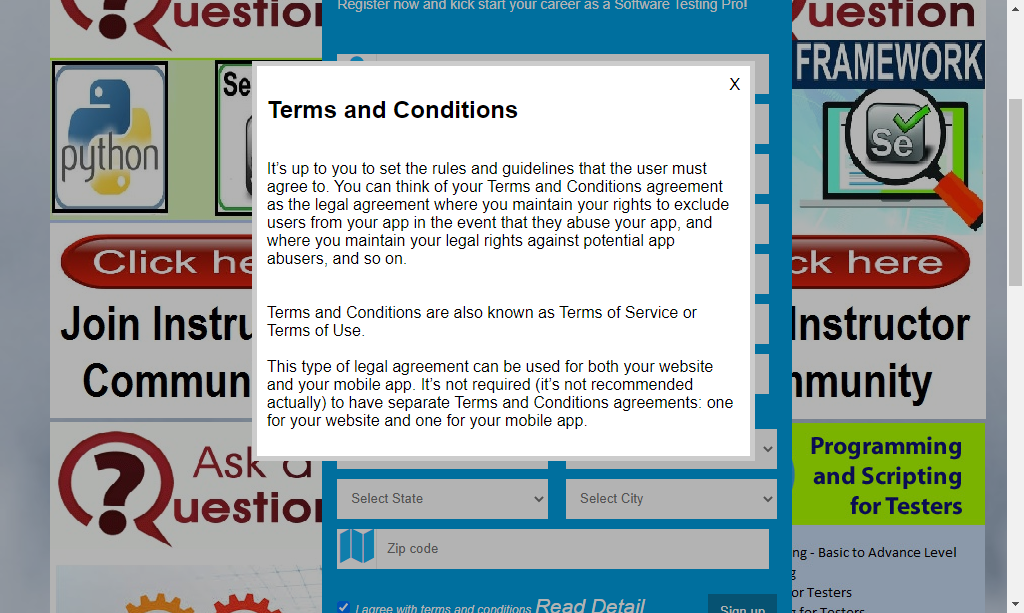 uestion
Register now and kick start your career as a Software Testing Pro!
uestion
FRAMEWORK
python
Se
Se
X
Terms and Conditions
It's up to you to set the rules and guidelines that the user must
agree to. You can think of your Terms and Conditions agreement
as the legal agreement where you maintain your rights to exclude
users from your app in the event that they abuse your app, and
where you maintain your legal rights against potential app
abusers, and so on.
Terms and Conditions are also known as Terms of Service or
Terms of Use.
This type of legal agreement can be used for both your website
and your mobile app. It's not required (it's not recommended
actually) to have separate Terms and Conditions agreements: one
for your website and one for your mobile app.
Click he
ck here
Join Instru
Commun
Instructor
mmunity
Ask a
uestion
Programming
and Scripting
for Testers
Select State
Select City
Zip code
ng - Basic to Advance Level
g
or Testers
g for Testers
I agree with terms and conditions Read Detail
Sign up